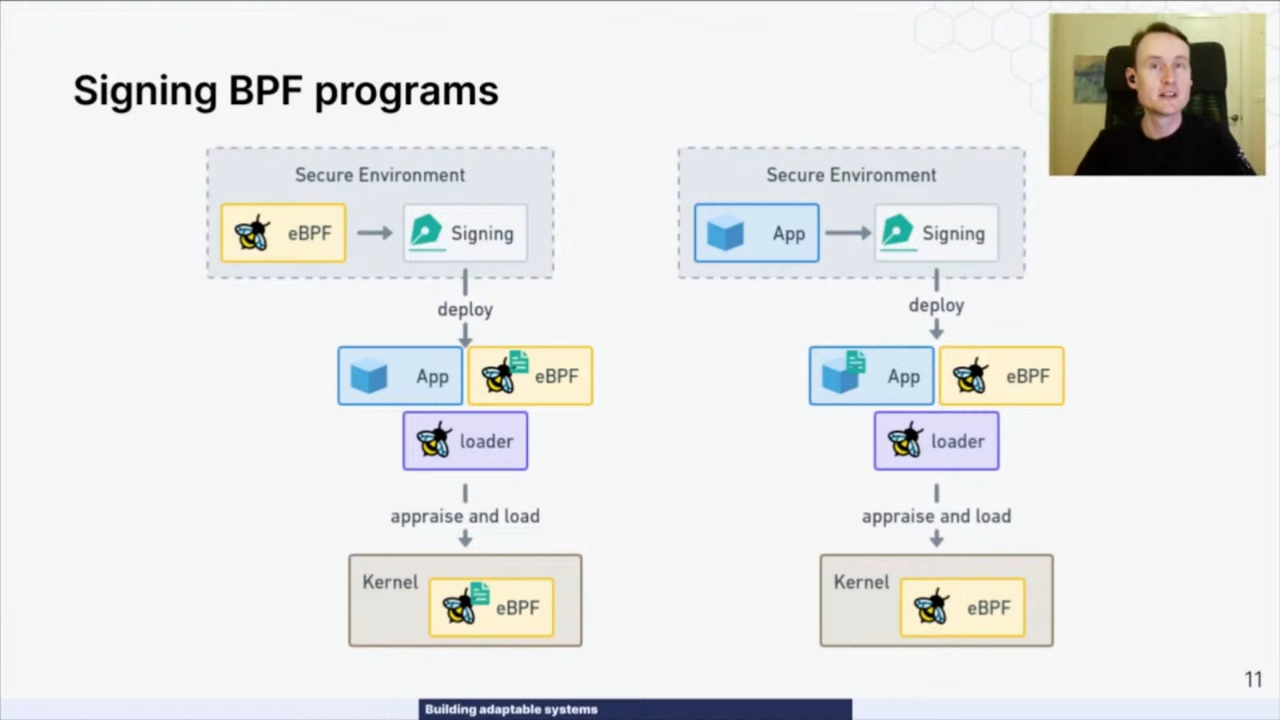 Signing BPF programs
Secure Environment
eBPF
Signing
deploy
App
eBPF
loader
appraise and load
Kernel
eBPF
Secure Environment
App
Signing
deploy
App
eBPF
loader
appraise and load
Kernel
eBPF
11
Building adaptable systems